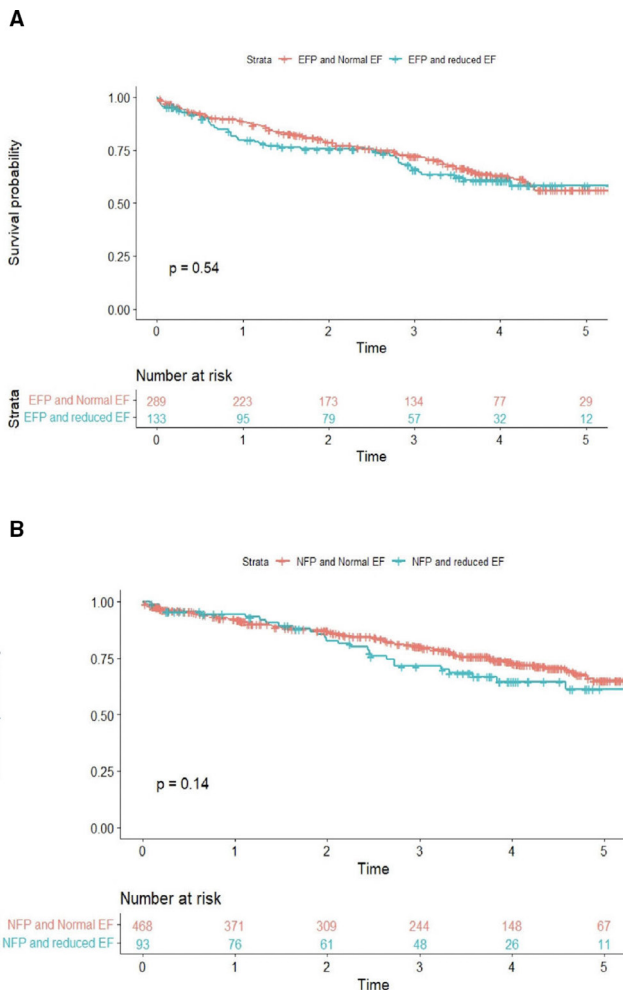 A
Strata EFP and Normal EF EFP and reduced EF
1.00
0.75
0.50
0.25
0.00
Survival probability
p = 0.54
0 1 2 3 4 5
Time
Number at risk
Strata
EFP and Normal EF 289 223 173 134 77 29
EFP and reduced EF 133 95 79 57 32 12
0 1 2 3 4 5
Time
B
Strata NFP and Normal EF NFP and reduced EF
1.00
0.75
0.50
0.25
0.00
p = 0.14
0 1 2 3 4 5
Time
Number at risk
NFP and Normal EF 468 371 309 244 148 67
NFP and reduced EF 93 76 61 48 26 11
0 1 2 3 4 5
Time